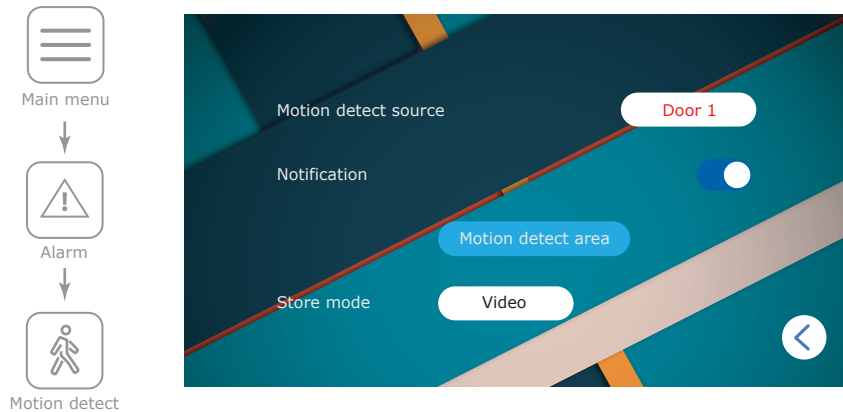 Main menu
Alarm
Motion detect
Motion detect source
Door 1
Notification
Motion detect area
Store mode
Video